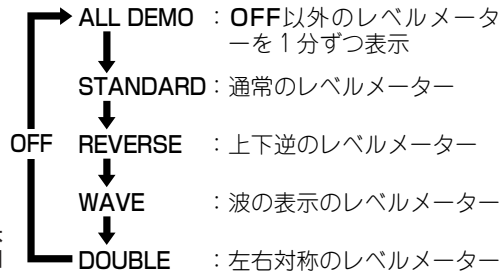 ALL DEMO ：OFF以外のレベルメータ
ーを1分ずつ表示
STANDARD：通常のレベルメーター
OFF REVERSE ：上下逆のレベルメーター
WAVE ：波の表示のレベルメーター
DOUBLE ：左右対称のレベルメーター